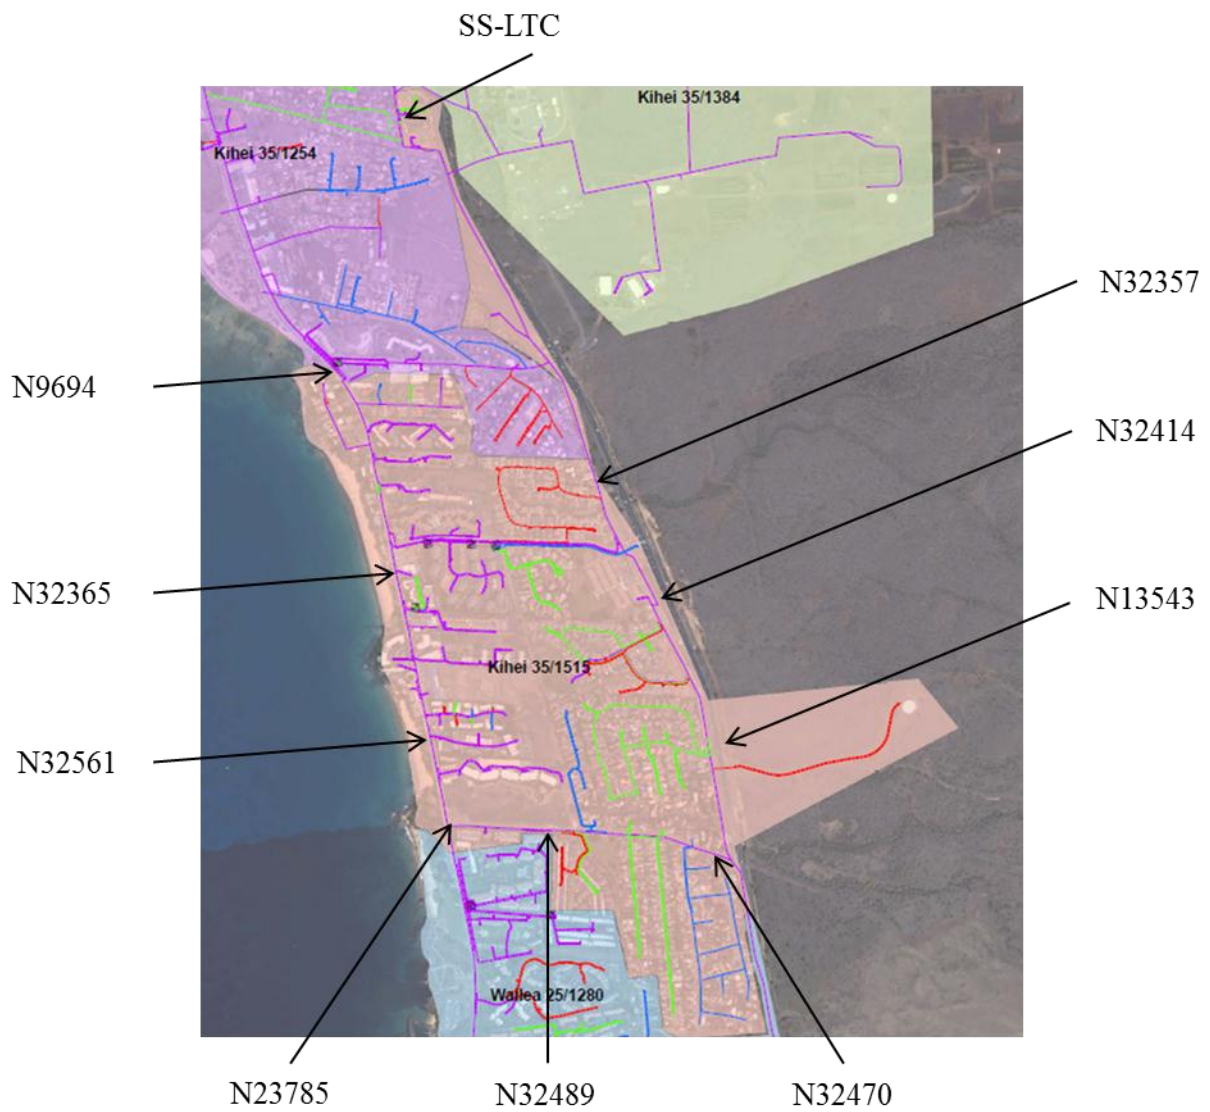 SS-LTC
Kihei 35/1384
Kihei 35/1254
N32357
N9694
N32414
N32365
N13543
Kihei 35/1515
N32561
Wailea 25/1280
N23785
N32489
N32470